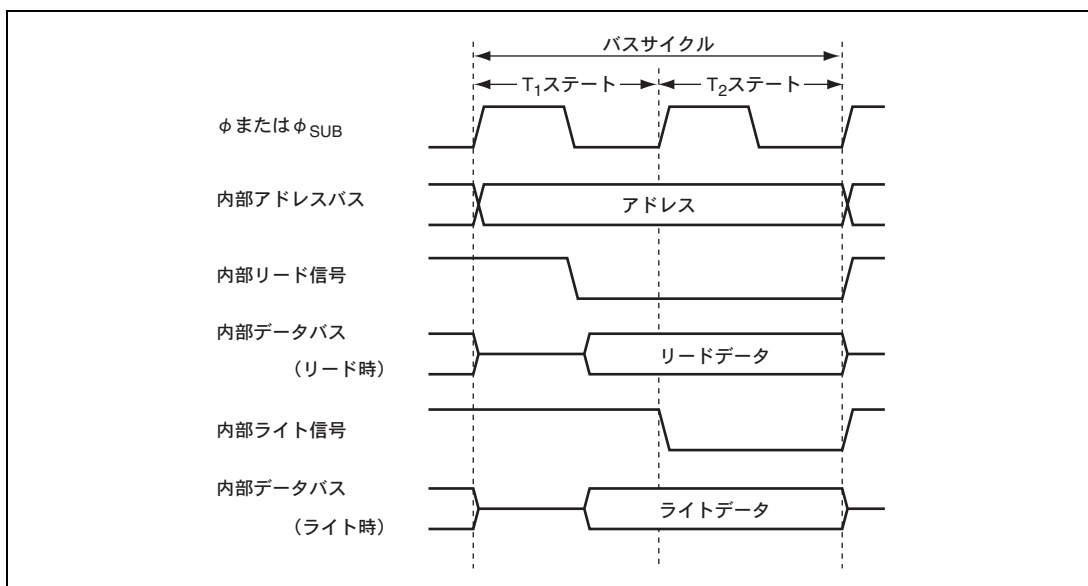 バスサイクル
T1ステート T2ステート
φまたはφSUB
内部アドレスバス
アドレス
内部リード信号
内部データバス
（リード時）
リードデータ
内部ライト信号
内部データバス
（ライト時）
ライトデータ